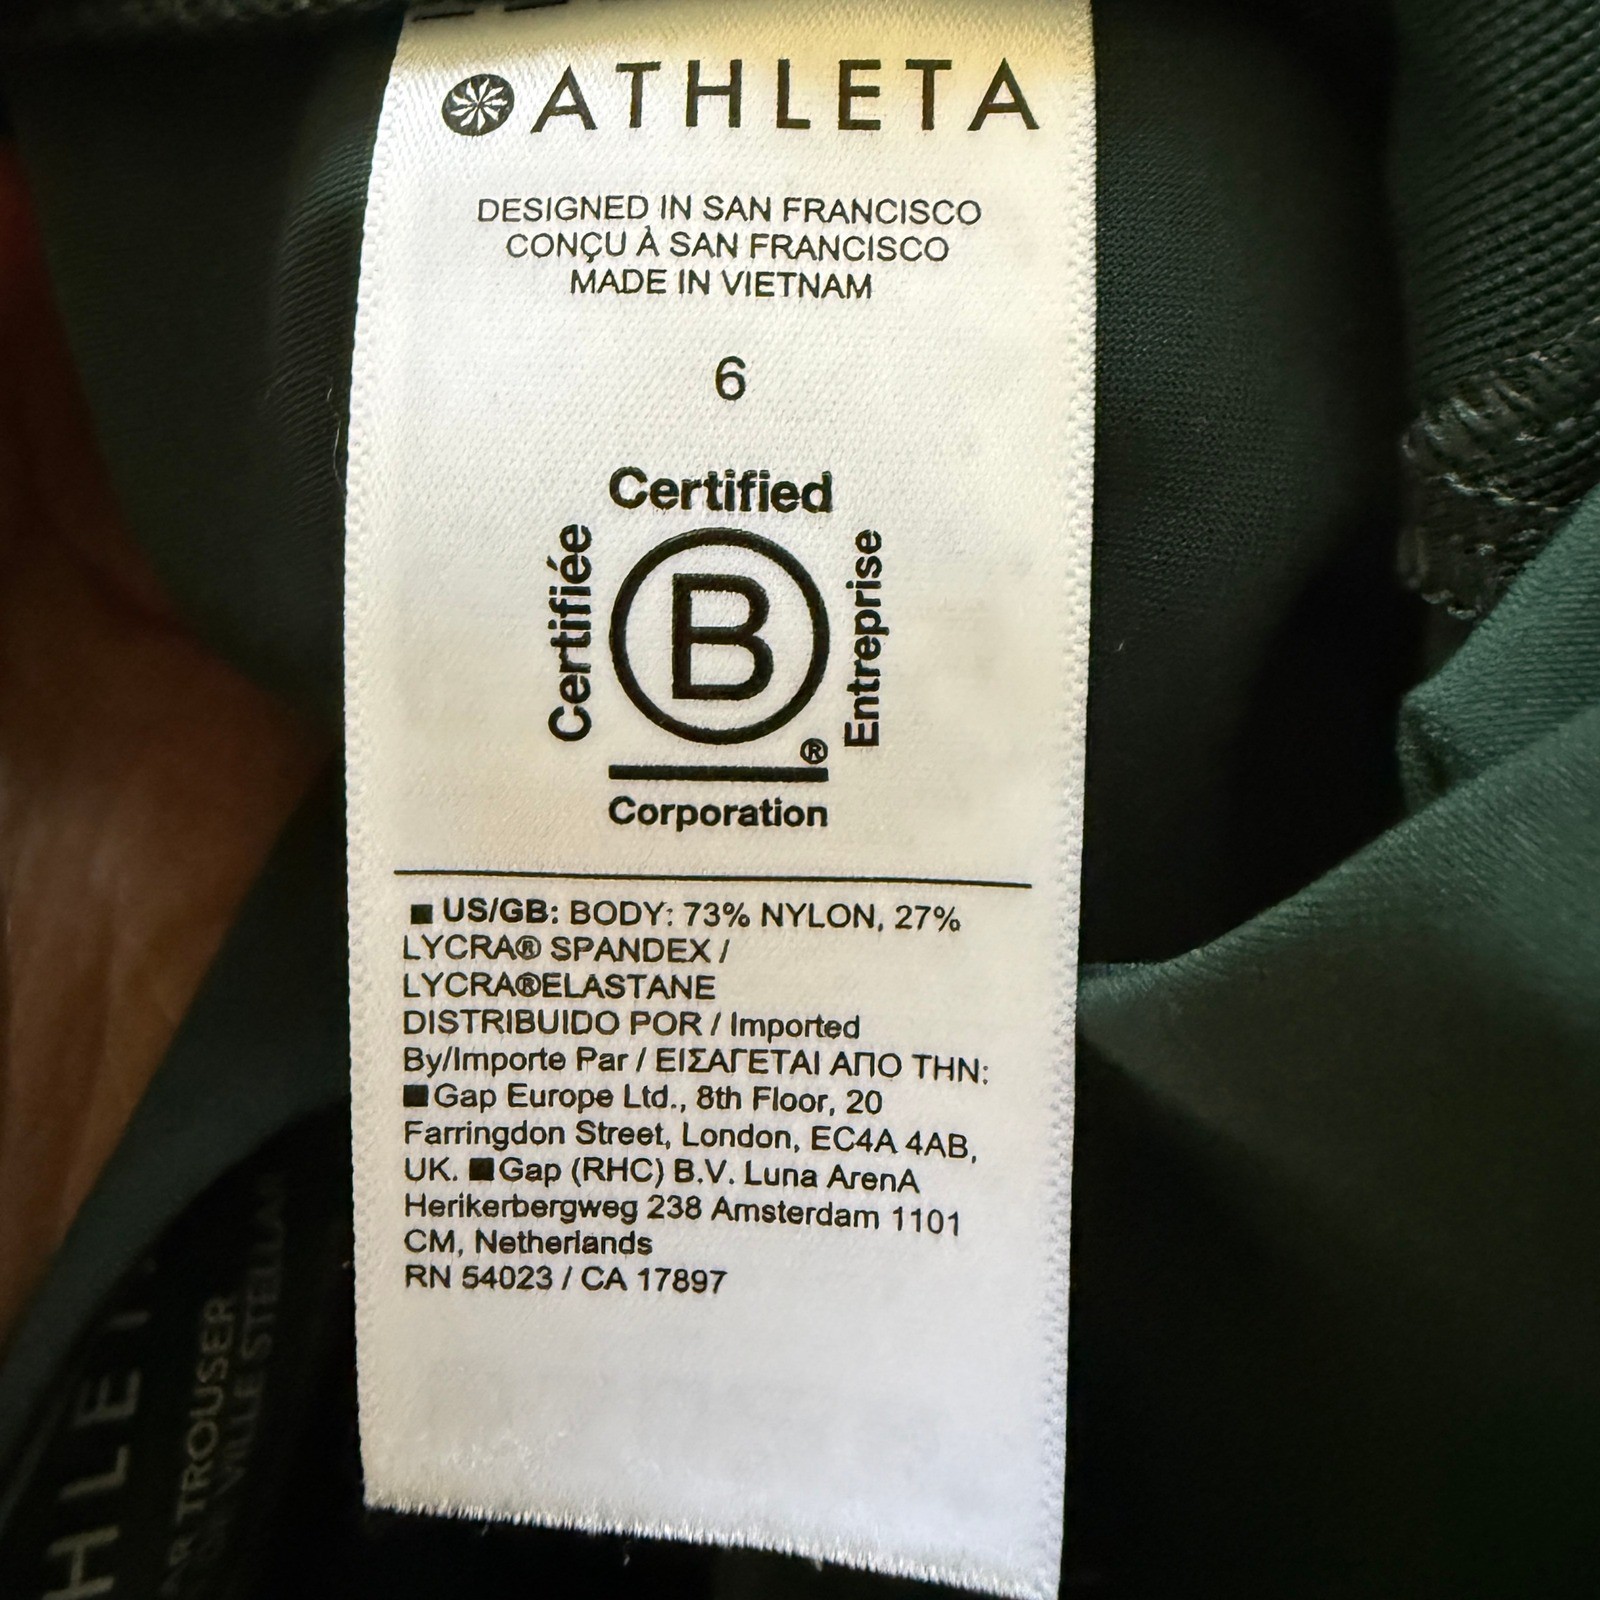 ATHLETA
DESIGNED IN SAN FRANCISCO
CONÇU À SAN FRANCISCO
MADE IN VIETNAM
6
Certified
Certifiée
B
Entreprise
®
Corporation
■ US/GB: BODY: 73% NYLON, 27%
LYCRA® SPANDEX /
LYCRA®ELASTANE
DISTRIBUIDO POR / Imported
By/Importe Par / ΕΙΣΑΓΕΤΑΙ ΑΠΟ ΤΗΝ:
■ Gap Europe Ltd., 8th Floor, 20
Farringdon Street, London, EC4A 4AB,
UK. ■ Gap (RHC) B.V. Luna ArenA
Herikerbergweg 238 Amsterdam 1101
CM, Netherlands
RN 54023 / CA 17897
TROUSER